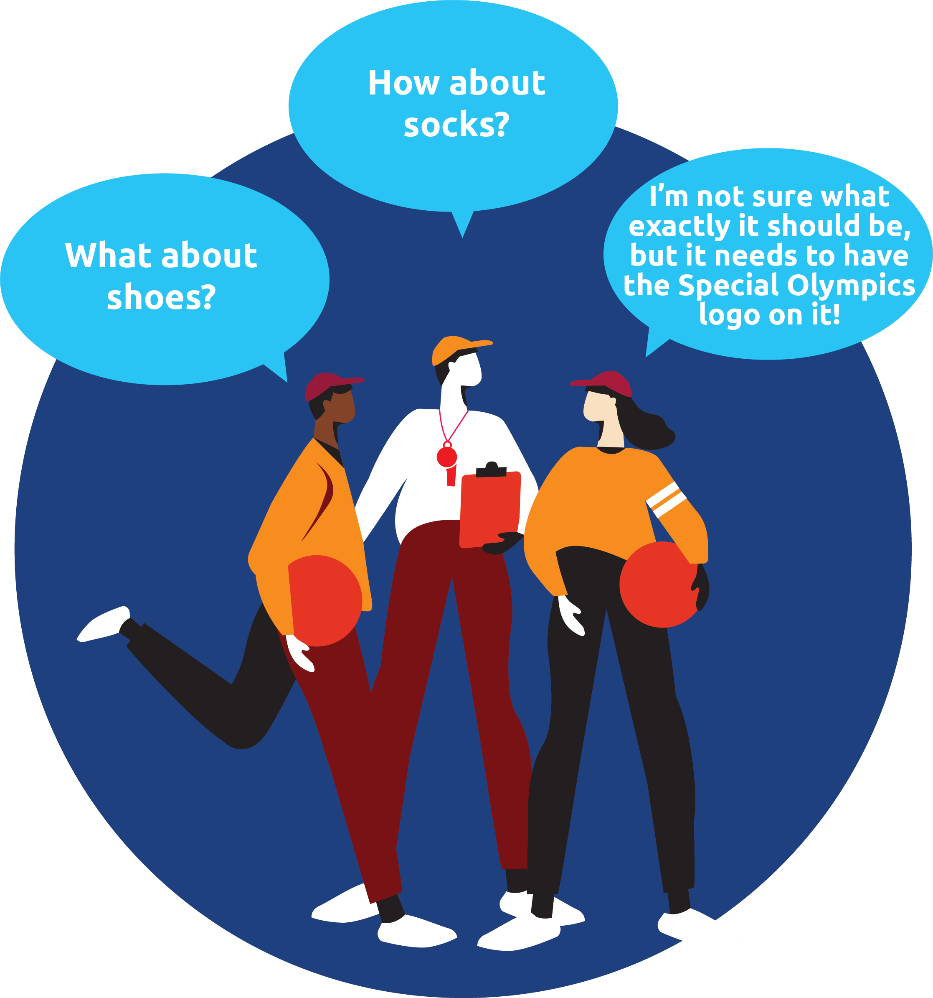 How about
socks?
What about
shoes?
I’m not sure what
exactly it should be,
but it needs to have
the Special Olympics
logo on it!